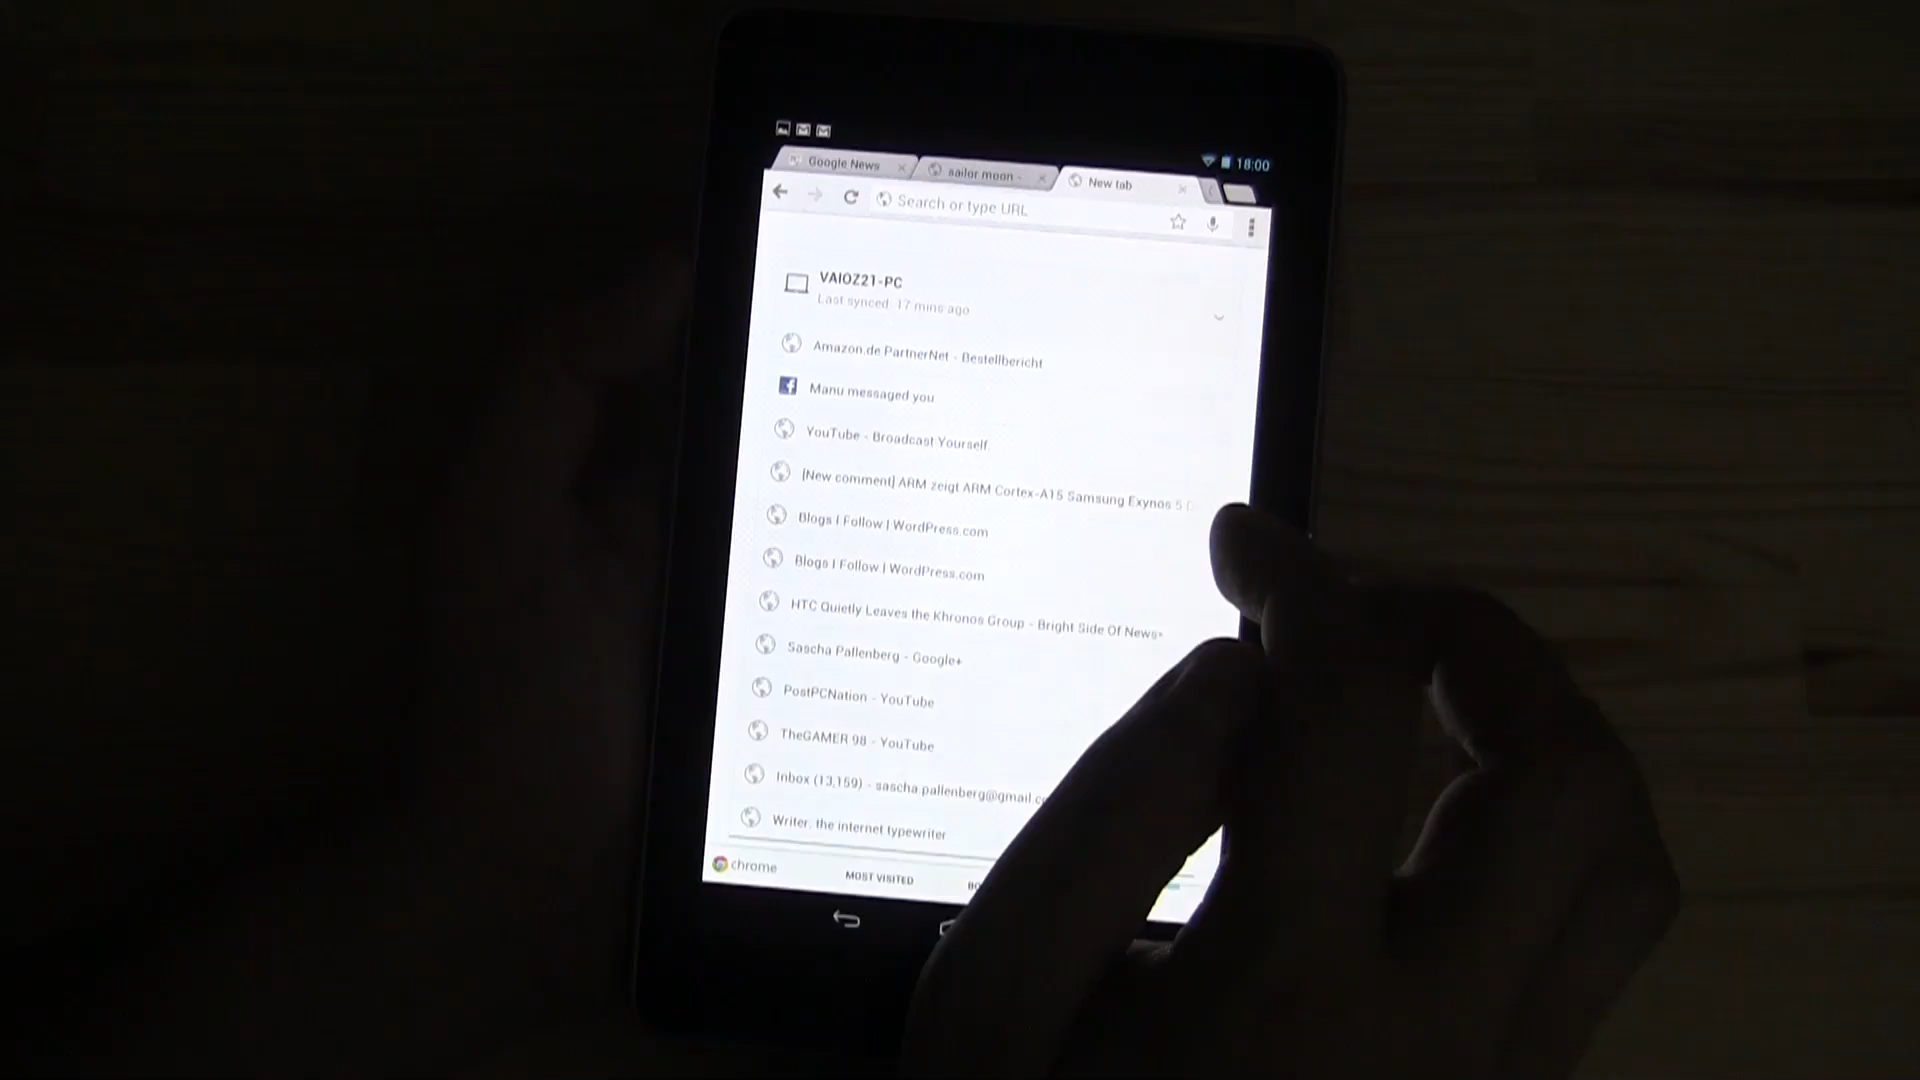 18:00
Google News
sailor moon -
New tab
Search or type URL
VAIOZ21-PC
Last synced: 17 mins ago
Amazon.de PartnerNet - Bestellbericht
Manu messaged you
YouTube - Broadcast Yourself.
[New comment] ARM zeigt ARM Cortex-A15 Samsung Exynos 5
Blogs I Follow | WordPress.com
Blogs I Follow | WordPress.com
HTC Quietly Leaves the Khronos Group - Bright Side Of News*
Sascha Pallenberg - Google+
PostPCNation - YouTube
TheGAMER 98 - YouTube
Inbox (13,159) - sascha.pallenberg@gmail.c
Writer: the internet typewriter
chrome
MOST VISITED